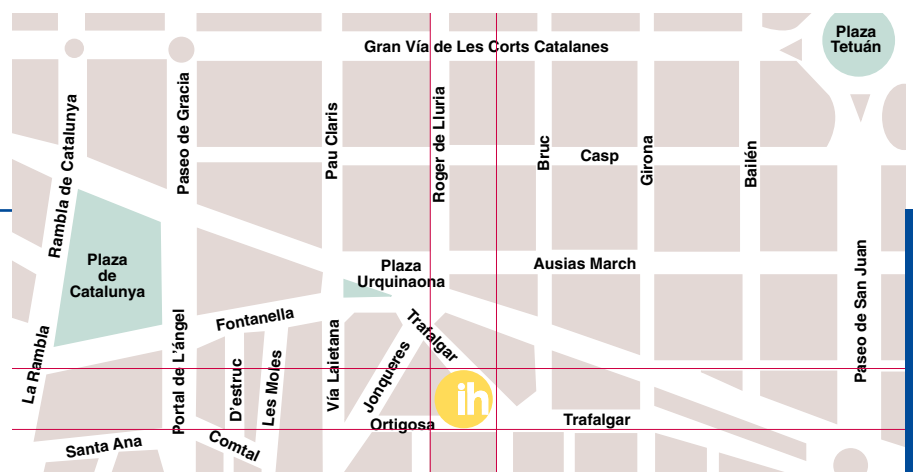 Plaza
Tetuán
Gran Vía de Les Corts Catalanes
Rambla de Catalunya
Paseo de Gracia
Pau Claris
Roger de Lluria
Bruc
Casp
Girona
Bailén
Plaza
de
Catalunya
Plaza
Urquinaona
Ausias March
Paseo de San Juan
Fontanella
Trafalgar
La Rambla
Portal de L'ángel
D'estruc
Les Moles
Vía Laietana
Jonqueres
ih
Ortigosa
Trafalgar
Santa Ana
Comtal